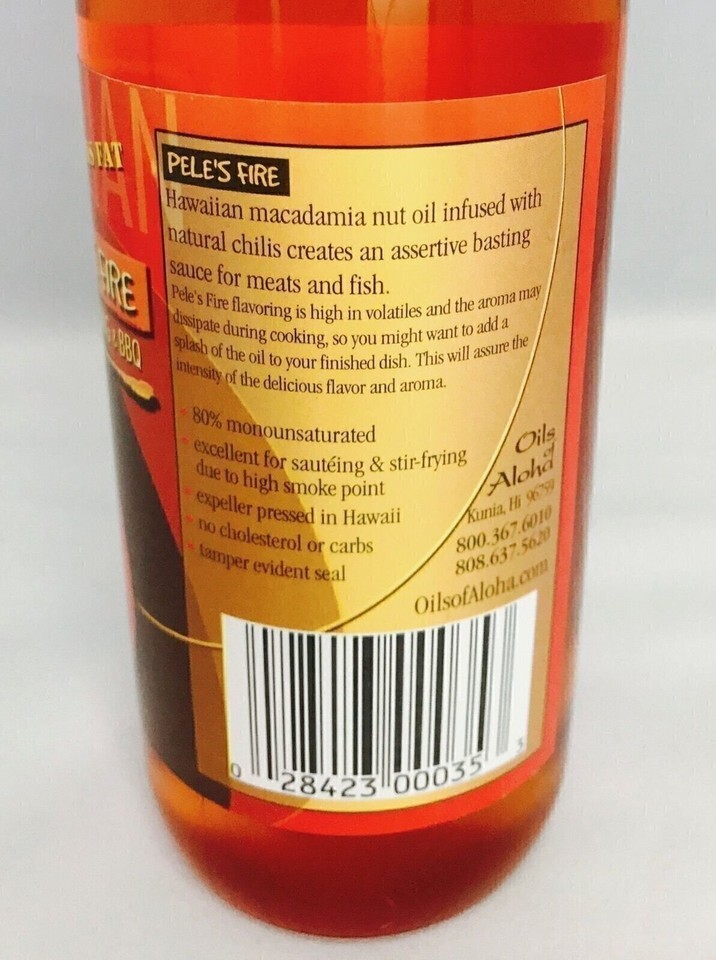 FAT
AN
PELE'S FIRE
Hawaiian macadamia nut oil infused with
natural chilis creates an assertive basting
sauce for meats and fish.
Pele's Fire flavoring is high in volatiles and the aroma may
dissipate during cooking, so you might want to add a
splash of the oil to your finished dish. This will assure the
intensity of the delicious flavor and aroma.
FIRE
& BBQ
• 80% monounsaturated
• excellent for sautéing & stir-frying
due to high smoke point
• expeller pressed in Hawaii
• no cholesterol or carbs
• tamper evident seal
Oils
of
Aloha
Kunia, Hi 96759
800.367.6010
808.637.5620
OilsofAloha.com
0 28423 00035 3